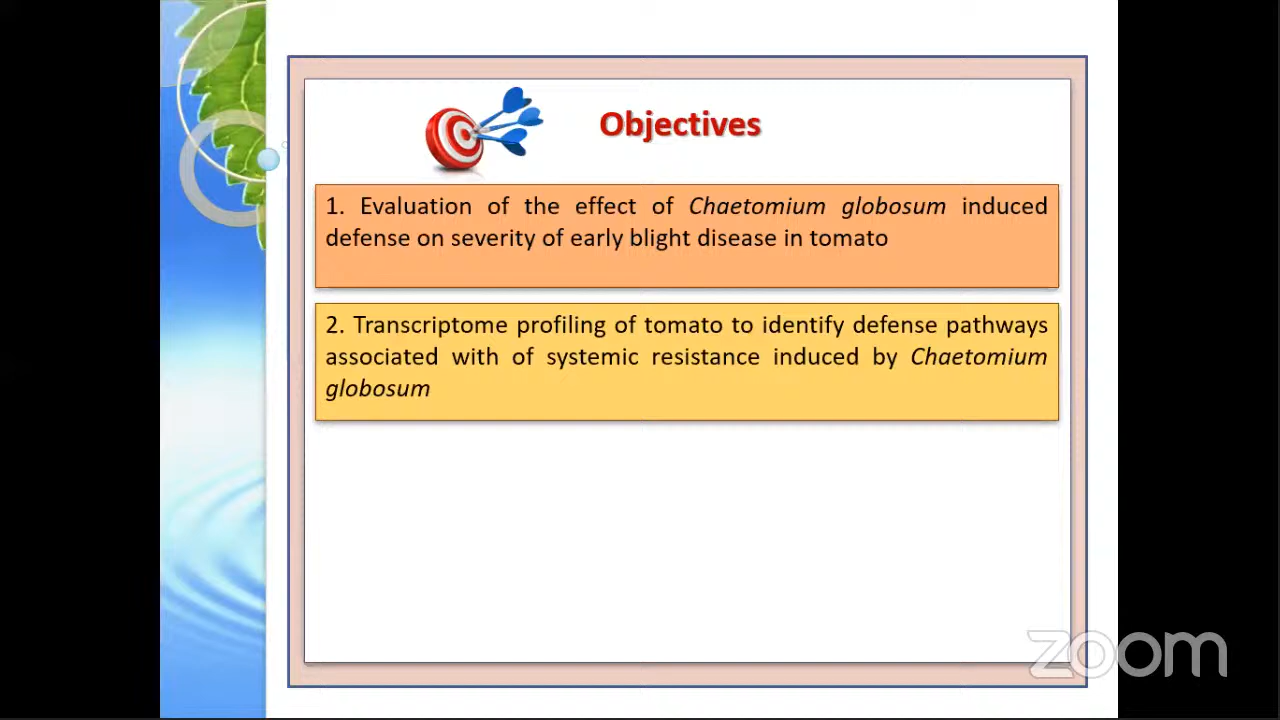 Objectives
1. Evaluation of the effect of Chaetomium globosum induced
defense on severity of early blight disease in tomato
2. Transcriptome profiling of tomato to identify defense pathways
associated with of systemic resistance induced by Chaetomium
globosum
zoom